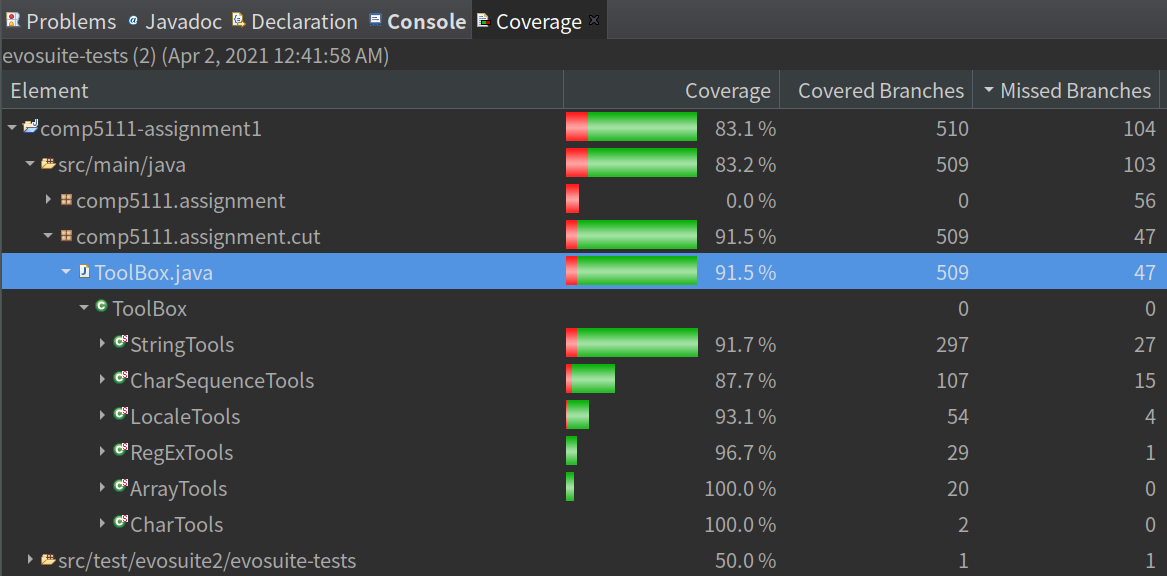 Problems Javadoc Declaration Console Coverage
evosuite-tests (2) (Apr 2, 2021 12:41:58 AM)
Element Coverage Covered Branches Missed Branches
comp5111-assignment1 83.1 % 510 104
src/main/java 83.2 % 509 103
comp5111.assignment 0.0 % 0 56
comp5111.assignment.cut 91.5 % 509 47
ToolBox.java 91.5 % 509 47
ToolBox 0 0
StringTools 91.7 % 297 27
CharSequenceTools 87.7 % 107 15
LocaleTools 93.1 % 54 4
RegExTools 96.7 % 29 1
ArrayTools 100.0 % 20 0
CharTools 100.0 % 2 0
src/test/evosuite2/evosuite-tests 50.0 % 1 1